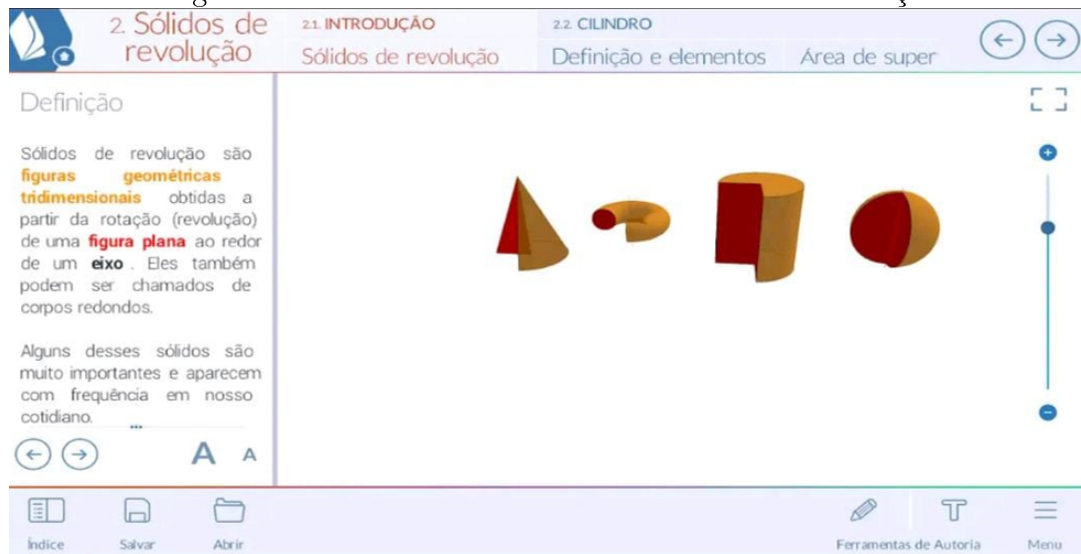 2. Sólidos de
revolução
2.1. INTRODUÇÃO
Sólidos de revolução
2.2. CILINDRO
Definição e elementos
Área de super
Definição
Sólidos de revolução são
figuras geométricas
tridimensionais obtidas a
partir da rotação (revolução)
de uma figura plana ao redor
de um eixo . Eles também
podem ser chamados de
corpos redondos.
Alguns desses sólidos são
muito importantes e aparecem
com frequência em nosso
cotidiano.
A A
Índice
Salvar
Abrir
Ferramentas de Autoria
Menu